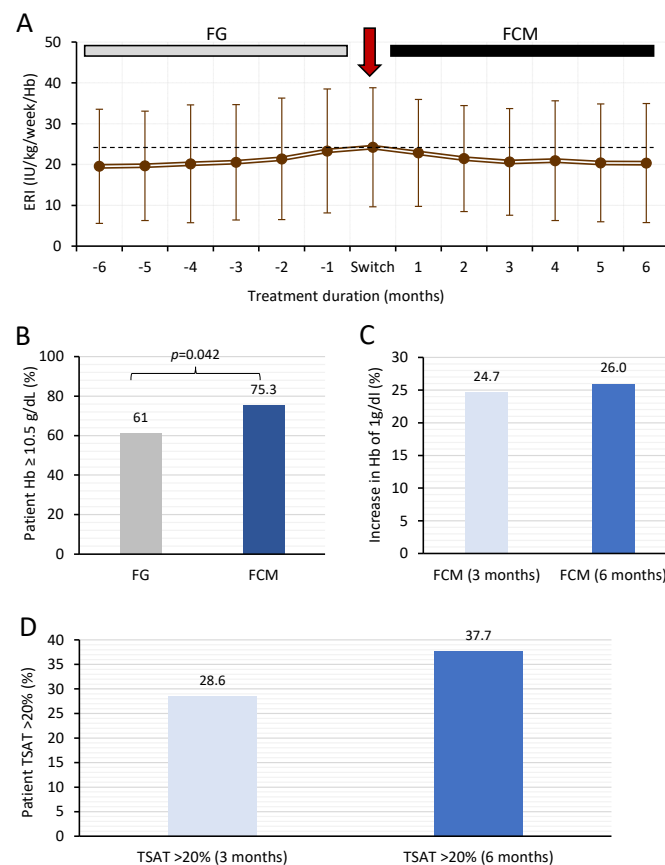 A
FG
FCM
50
40
30
20
10
0
ERI (IU/kg/week/Hb)
-6 -5 -4 -3 -2 -1 Switch 1 2 3 4 5 6
Treatment duration (months)
B
100
80
60
40
20
0
Patient Hb ≥ 10.5 g/dL (%)
p=0.042
61
75.3
FG FCM
C
30
25
20
15
10
5
0
Increase in Hb of 1g/dl (%)
24.7
26.0
FCM (3 months) FCM (6 months)
D
40
35
30
25
20
15
10
5
0
Patient TSAT >20% (%)
28.6
37.7
TSAT >20% (3 months) TSAT >20% (6 months)